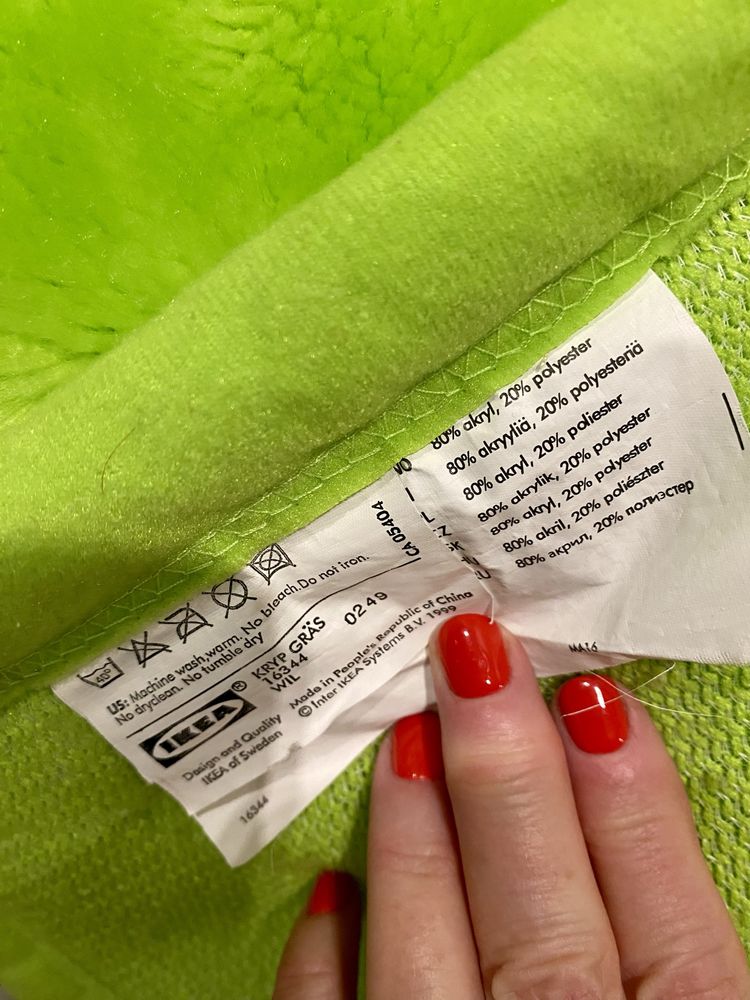 80% akryl, 20% polyester
80% akryyliä, 20% polyesteriä
80% akryl, 20% poliester
80% akrylik, 20% polyester
80% akryl, 20% polyester
80% akril, 20% poliészter
80% акрил, 20% полиэстер
MA16
CA 05404
40°
US: Machine wash,warm. No bleach.Do not iron.
No dryclean. No tumble dry
IKEA®
KRYP GRÄS 0249
16344
WIL
Made in People's Republic of China
© Inter IKEA Systems B.V. 1999
Design and Quality
IKEA of Sweden
16344